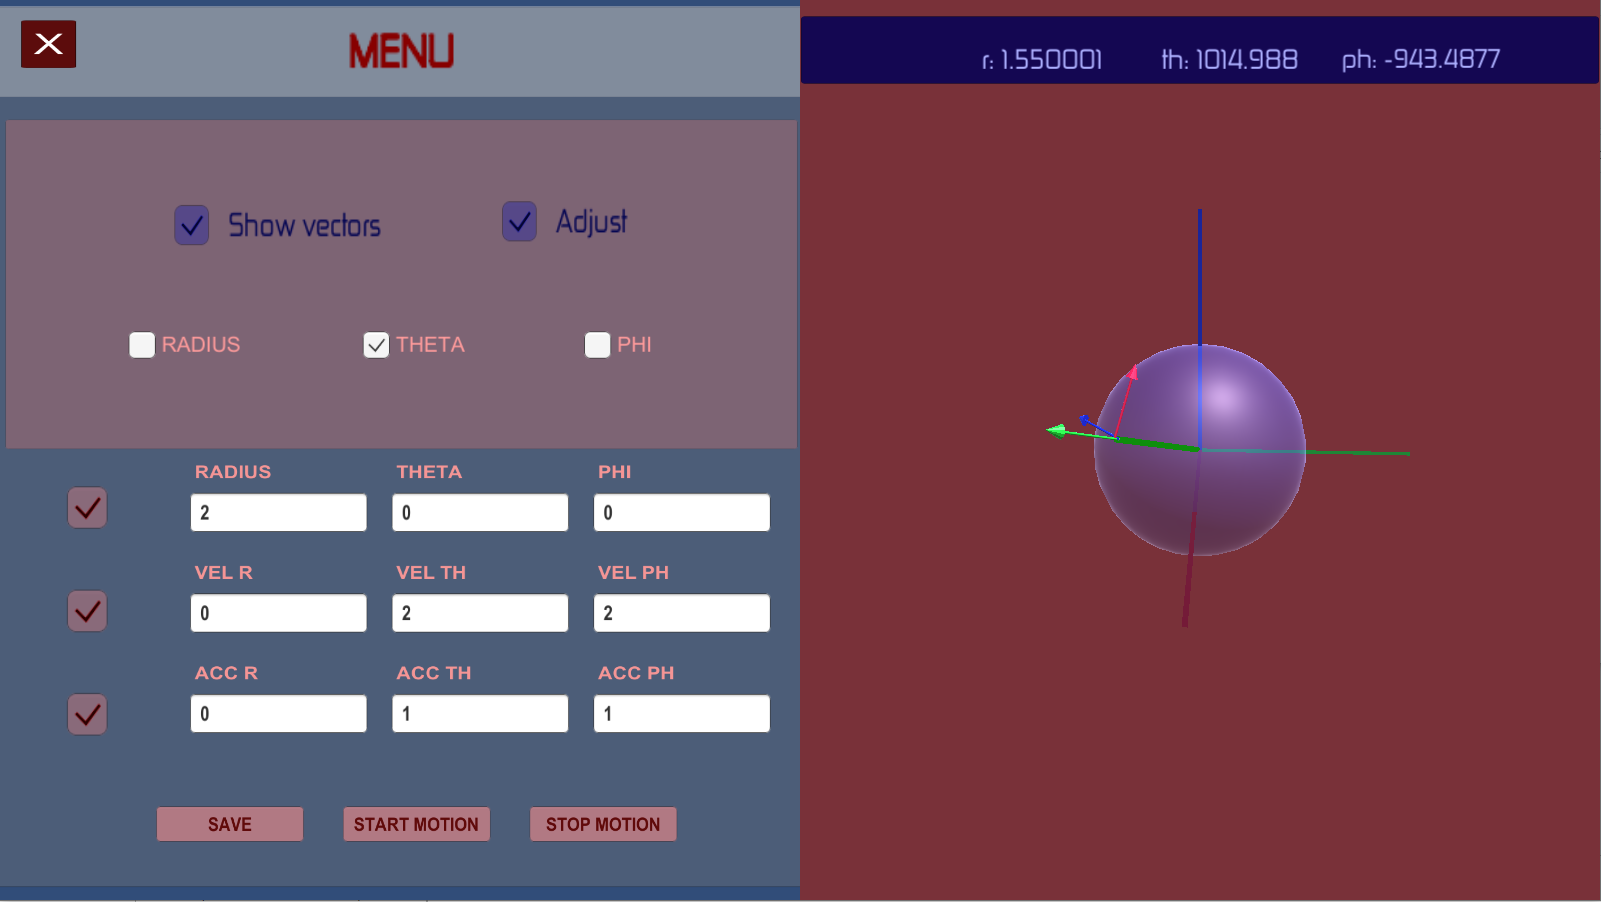 MENU
r: 1.550001 th: 1014.988 ph: -943.4877
Show vectors Adjust
RADIUS THETA PHI
RADIUS THETA PHI
2 0 0
VEL R VEL TH VEL PH
0 2 2
ACC R ACC TH ACC PH
0 1 1
SAVE START MOTION STOP MOTION